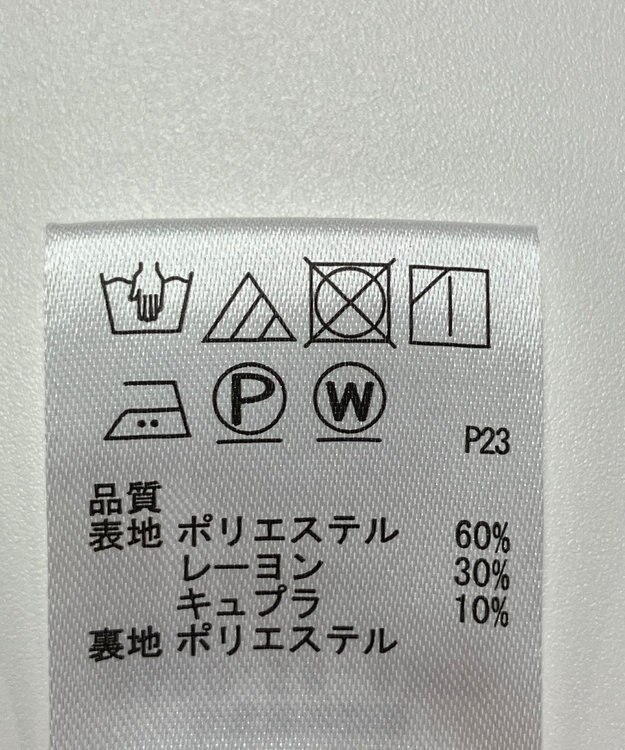 P W
P23
品質
表地 ポリエステル 60%
レーヨン 30%
キュプラ 10%
裏地 ポリエステル